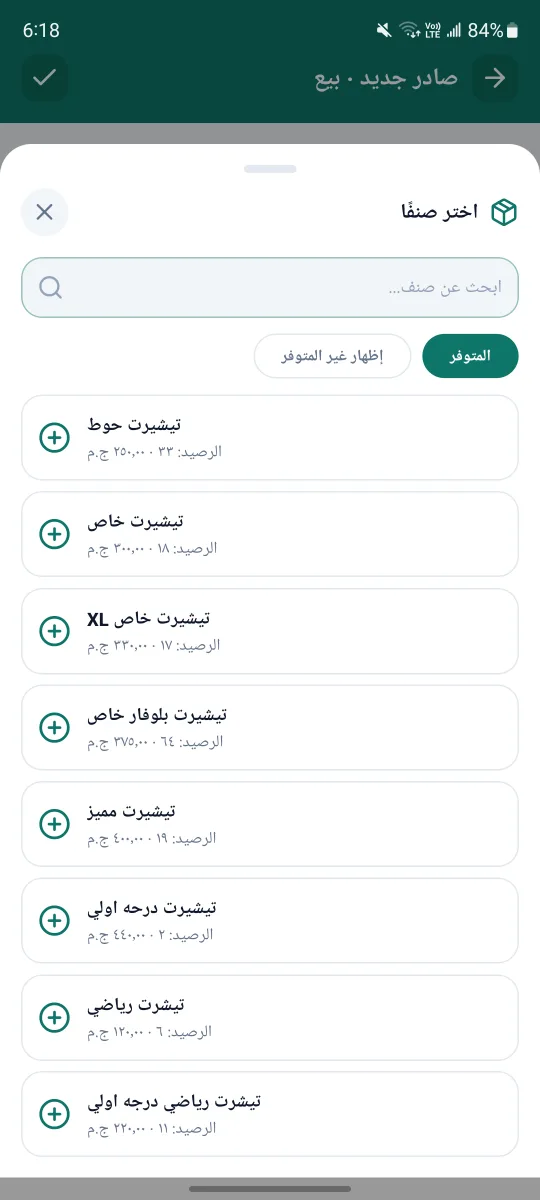 6:18
Vo)) LTE 84%
صادر جديد · بيع
اختر صنفًا
ابحث عن صنف...
المتوفر
إظهار غير المتوفر
تيشيرت حوط
الرصيد: ٣٣ · ٢٥٠,٠٠ ج.م
تيشيرت خاص
الرصيد: ١٨ · ٣٠٠,٠٠ ج.م
تيشيرت خاص XL
الرصيد: ١٧ · ٣٣٠,٠٠ ج.م
تيشيرت بلوفار خاص
الرصيد: ٦٤ · ٣٧٥,٠٠ ج.م
تيشيرت مميز
الرصيد: ١٩ · ٤٠٠,٠٠ ج.م
تيشيرت درحه اولي
الرصيد: ٢ · ٤٤٠,٠٠ ج.م
تيشرت رياضي
الرصيد: ٦ · ١٢٠,٠٠ ج.م
تيشرت رياضي درجه اولي
الرصيد: ١١ · ٢٢٠,٠٠ ج.م